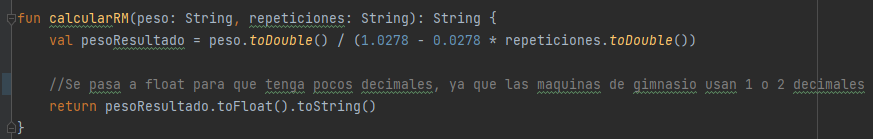 fun calcularRM(peso: String, repeticiones: String): String {
val pesoResultado = peso.toDouble() / (1.0278 - 0.0278 * repeticiones.toDouble())
//Se pasa a float para que tenga pocos decimales, ya que las maquinas de gimnasio usan 1 o 2 decimales
return pesoResultado.toFloat().toString()
}